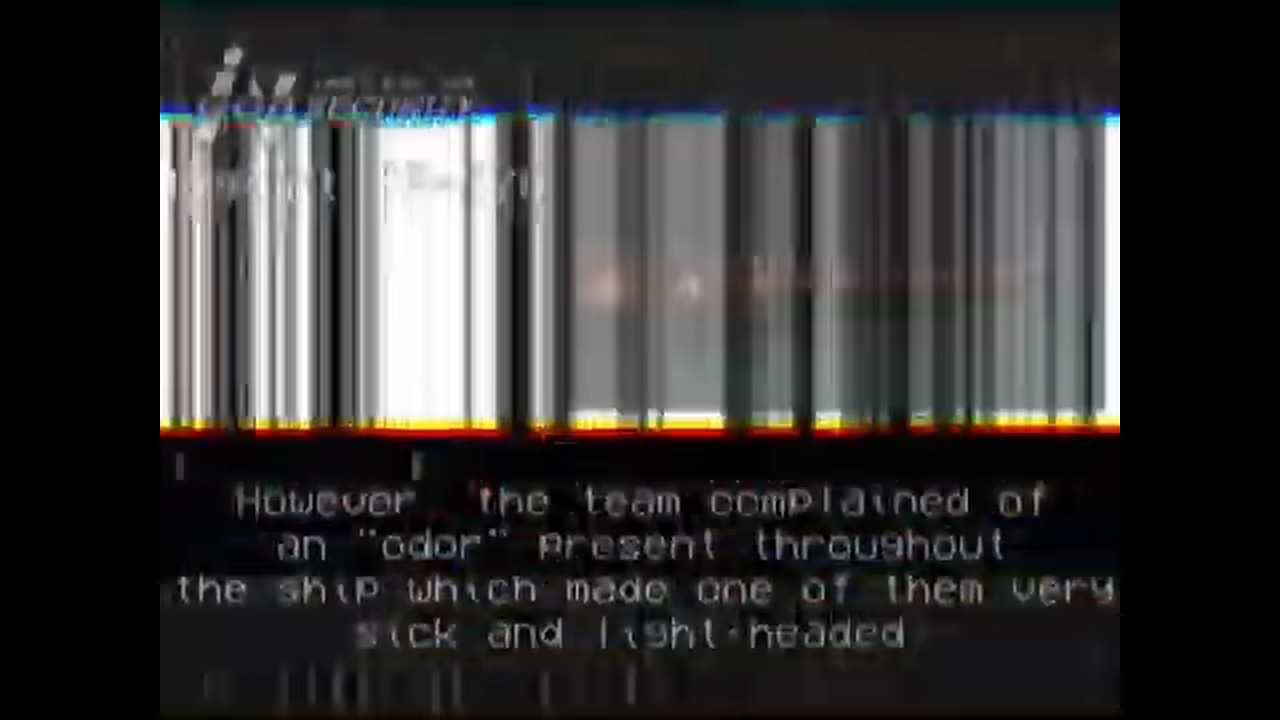 SECURITY
However the team complained of
an "odor" present throughout
the ship which made one of them very
sick and light-headed